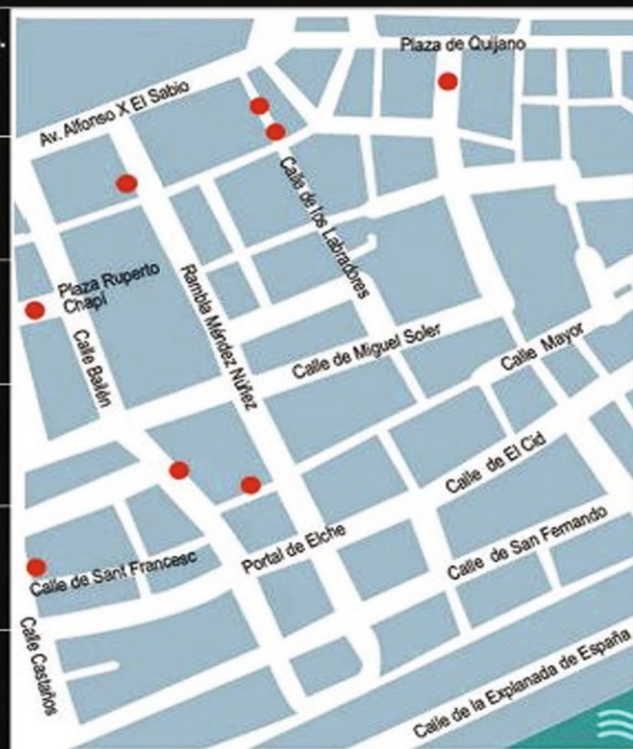 Plaza de Quijano
Av. Alfonso X El Sabio
Calle de los Labradores
Plaza Ruperto
Chapí
Rambla Méndez Núñez
Calle Bailén
Calle de Miguel Soler
Calle Mayor
Calle de El Cid
Portal de Elche
Calle de San Fernando
Calle de Sant Francesc
Calle Castaños
Calle de la Explanada de España